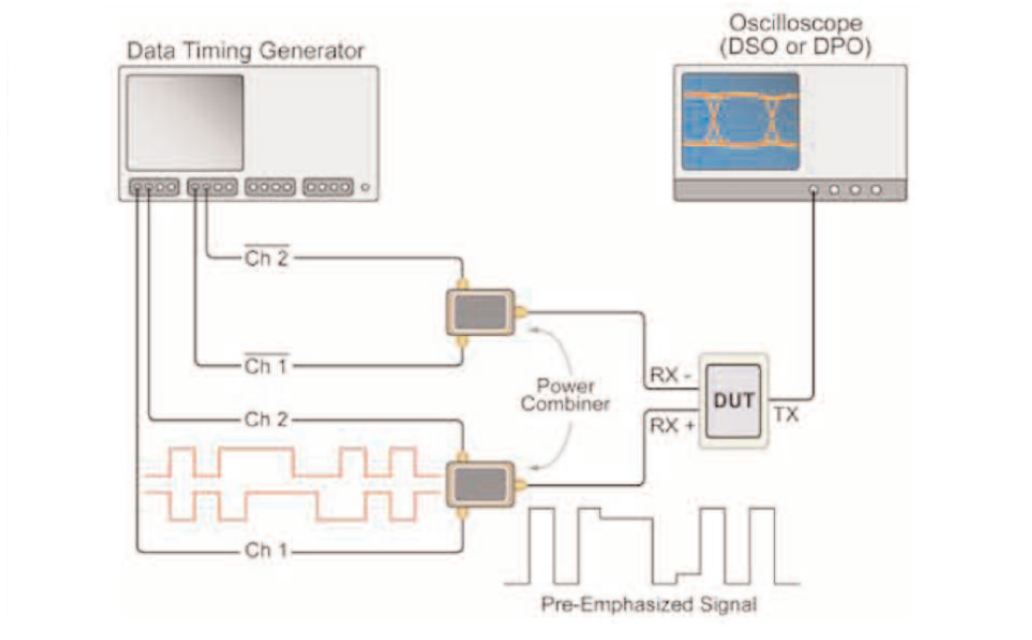 Oscilloscope
(DSO or DPO)
Data Timing Generator
Ch 2
Ch 1
Power
Combiner
RX -
DUT
TX
RX +
Ch 2
Ch 1
Pre-Emphasized Signal